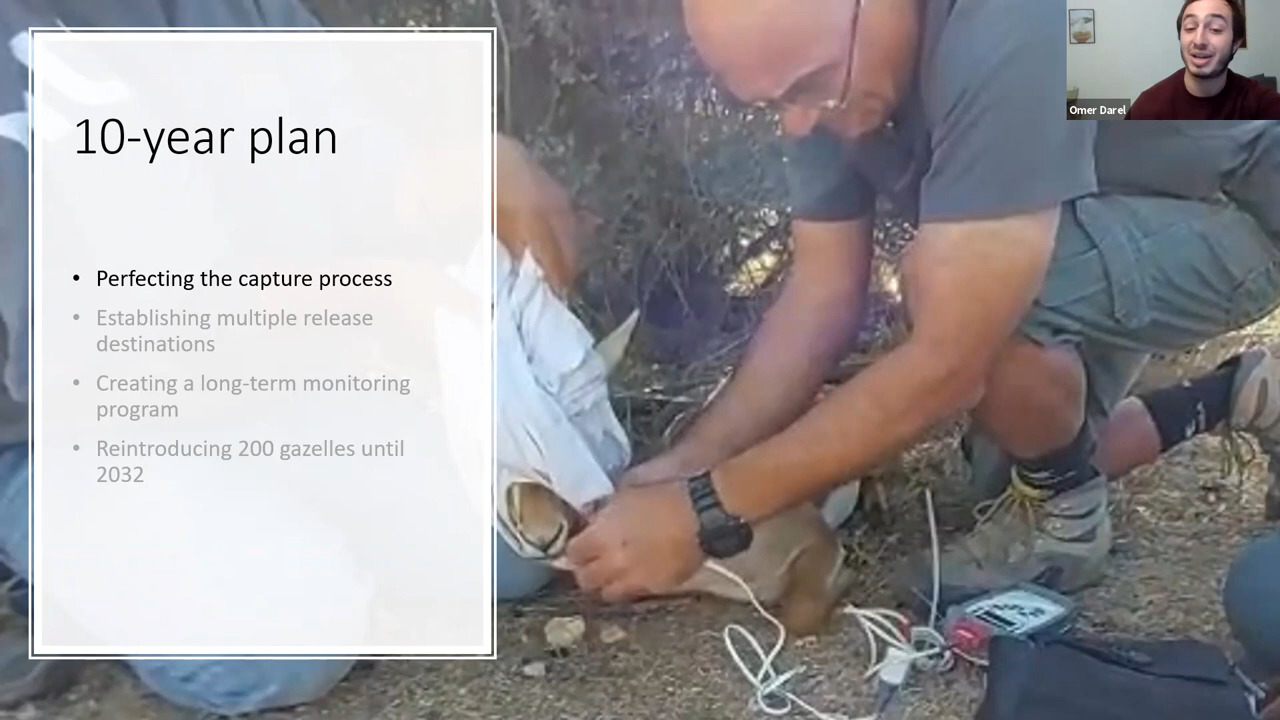 10-year plan
• Perfecting the capture process
• Establishing multiple release
destinations
• Creating a long-term monitoring
program
• Reintroducing 200 gazelles until
2032
Omer Darel